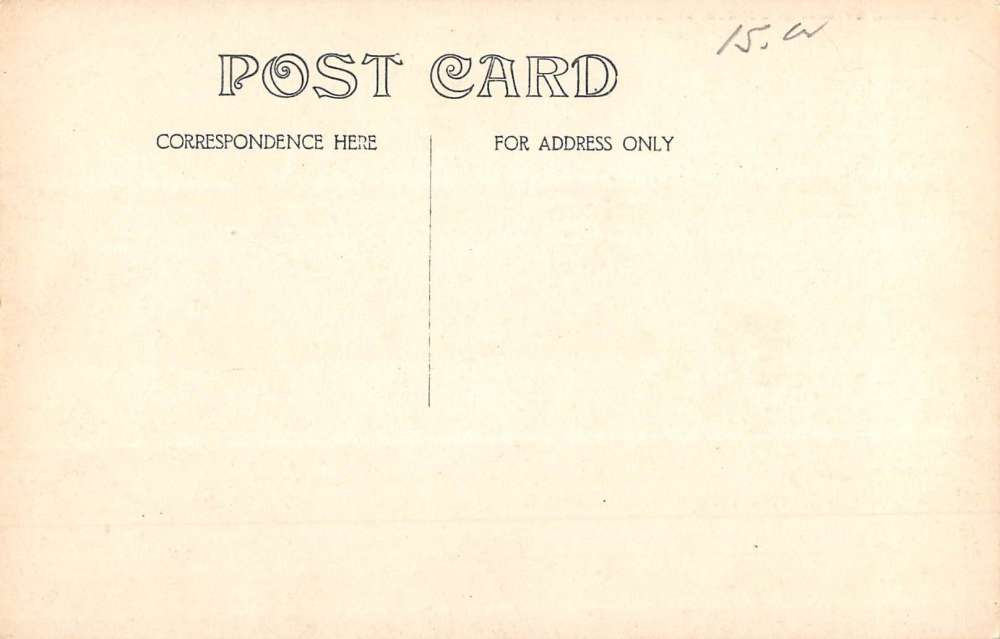 15.
POST CARD
CORRESPONDENCE HERE
FOR ADDRESS ONLY